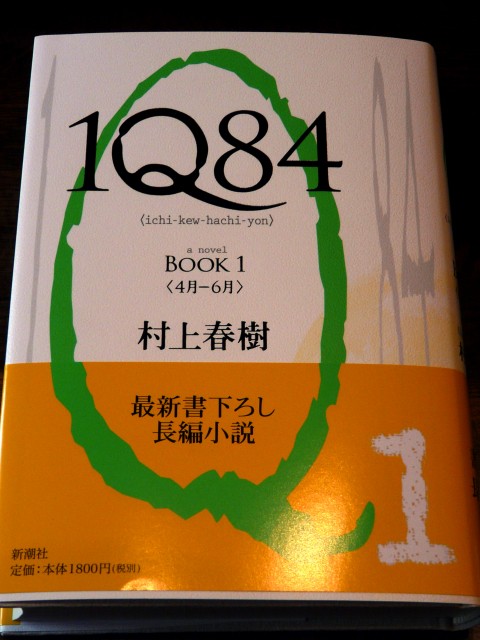 1Q84
〈ichi-kew-hachi-yon〉
a novel
BOOK 1
〈4月−6月〉
村上春樹
最新書下ろし
長編小説
1
新潮社
定価：本体1800円（税別）